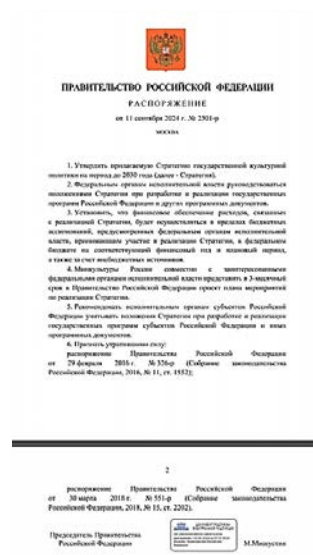 ПРАВИТЕЛЬСТВО РОССИЙСКОЙ ФЕДЕРАЦИИ
РАСПОРЯЖЕНИЕ
от 11 сентября 2024 г. № 2501-р
МОСКВА
1. Утвердить прилагаемую Стратегию государственной культурной
политики на период до 2030 года (далее - Стратегия).
2. Федеральным органам исполнительной власти руководствоваться
положениями Стратегии при разработке и реализации государственных
программ Российской Федерации и других программных документов.
3. Установить, что финансовое обеспечение расходов, связанных
с реализацией Стратегии, будет осуществляться в пределах бюджетных
ассигнований, предусмотренных федеральным органам исполнительной
власти, принимающим участие в реализации Стратегии, в федеральном
бюджете на соответствующий финансовый год и плановый период,
а также за счет внебюджетных источников.
4. Минкультуры России совместно с заинтересованными
федеральными органами исполнительной власти представить в 3-месячный
срок в Правительство Российской Федерации проект плана мероприятий
по реализации Стратегии.
5. Рекомендовать исполнительным органам субъектов Российской
Федерации учитывать положения Стратегии при разработке и реализации
государственных программ субъектов Российской Федерации и иных
программных документов.
6. Признать утратившими силу:
распоряжение Правительства Российской Федерации
от 29 февраля 2016 г. № 326-р (Собрание законодательства
Российской Федерации, 2016, № 11, ст. 1552);
2
распоряжение Правительства Российской Федерации
от 30 марта 2018 г. № 551-р (Собрание законодательства
Российской Федерации, 2018, № 15, ст. 2202).
Председатель Правительства
Российской Федерации М.Мишустин